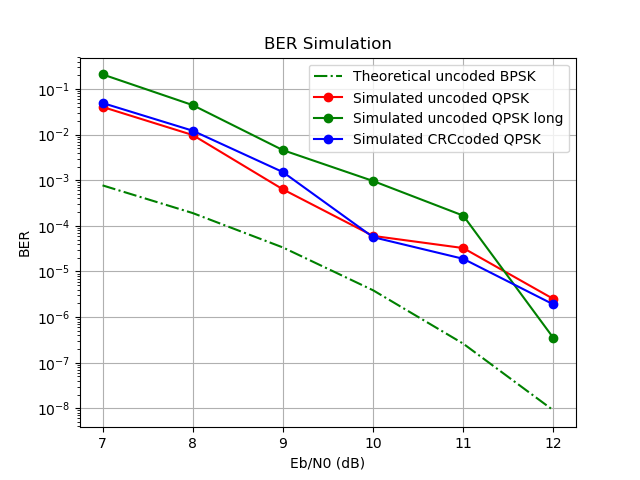 BER Simulation
Theoretical uncoded BPSK
Simulated uncoded QPSK
Simulated uncoded QPSK long
Simulated CRCcoded QPSK
BER
10⁻¹
10⁻²
10⁻³
10⁻⁴
10⁻⁵
10⁻⁶
10⁻⁷
10⁻⁸
7 8 9 10 11 12
Eb/N0 (dB)